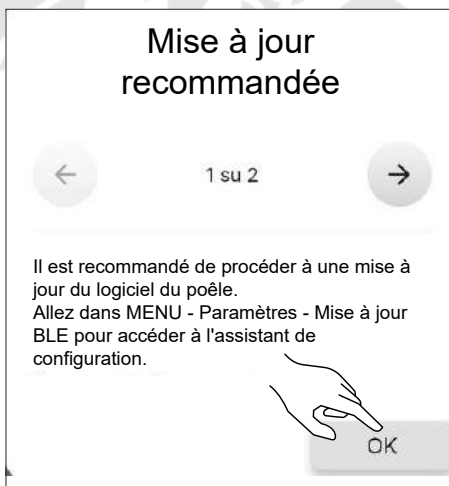 Mise à jour
recommandée
1 su 2
Il est recommandé de procéder à une mise à
jour du logiciel du poêle.
Allez dans MENU - Paramètres - Mise à jour
BLE pour accéder à l'assistant de
configuration.
OK